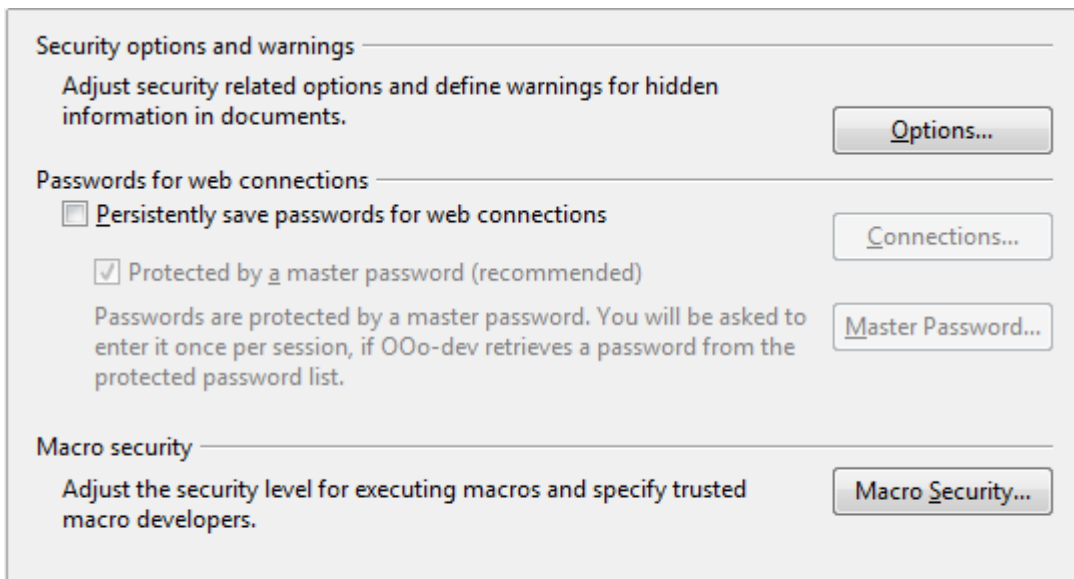 Security options and warnings
Adjust security related options and define warnings for hidden
information in documents.
Options...
Passwords for web connections
Persistently save passwords for web connections
Connections...
Protected by a master password (recommended)
Passwords are protected by a master password. You will be asked to
enter it once per session, if OOo-dev retrieves a password from the
protected password list.
Master Password...
Macro security
Adjust the security level for executing macros and specify trusted
macro developers.
Macro Security...